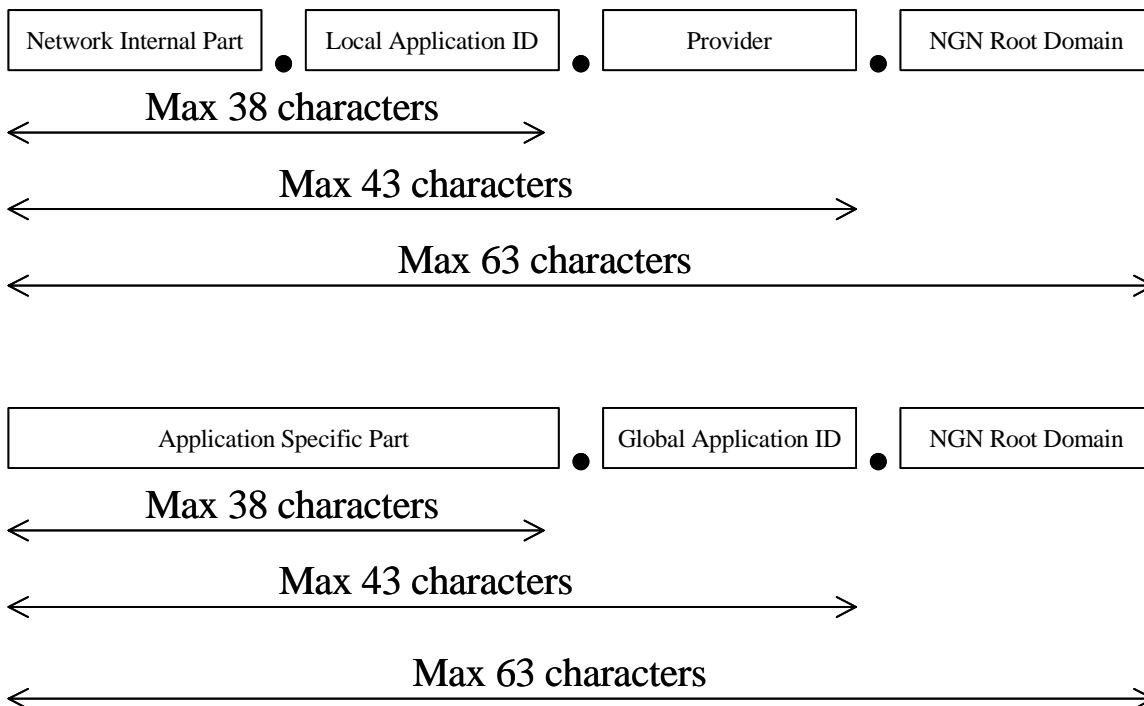 Network Internal Part Local Application ID Provider NGN Root Domain
Max 38 characters
Max 43 characters
Max 63 characters
Application Specific Part Global Application ID NGN Root Domain
Max 38 characters
Max 43 characters
Max 63 characters